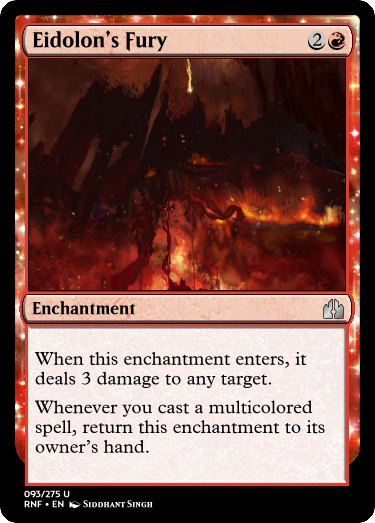 Eidolon's Fury 2
Enchantment
When this enchantment enters, it
deals 3 damage to any target.
Whenever you cast a multicolored
spell, return this enchantment to its
owner's hand.
093/275 U
RNF • EN Siddhant Singh